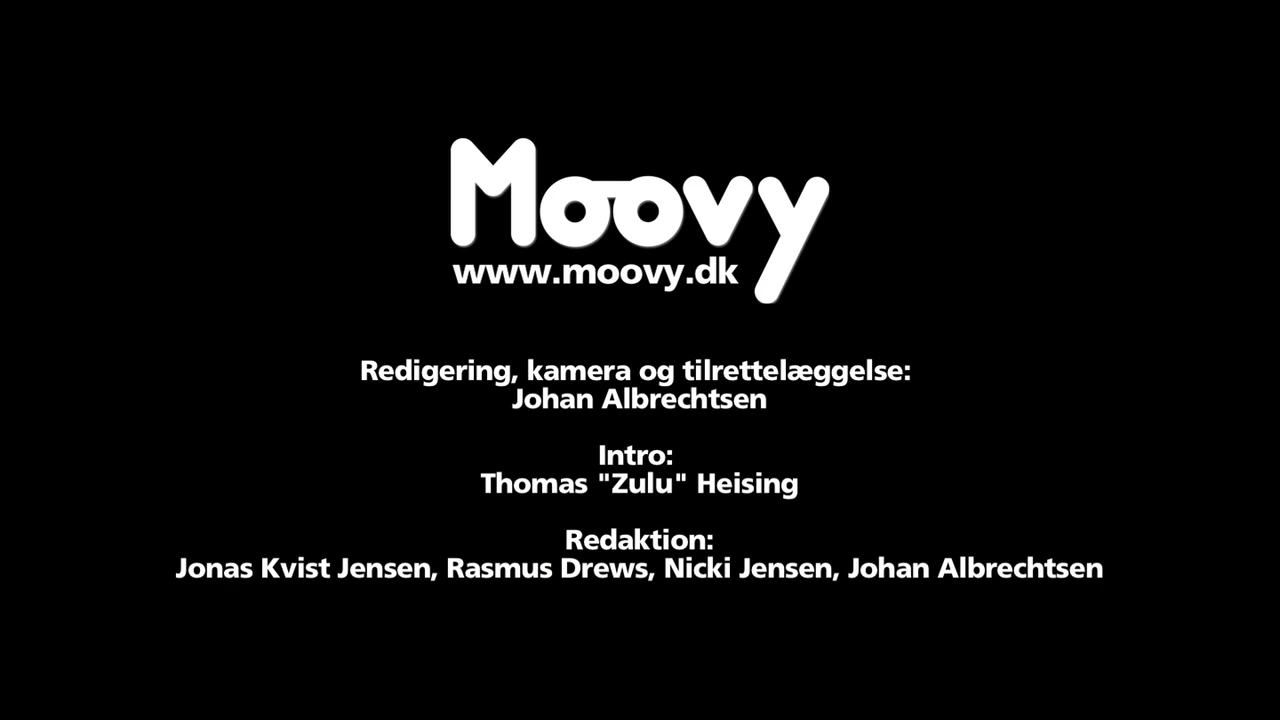 Moovy
www.moovy.dk
Redigering, kamera og tilrettelæggelse:
Johan Albrechtsen
Intro:
Thomas "Zulu" Heising
Redaktion:
Jonas Kvist Jensen, Rasmus Drews, Nicki Jensen, Johan Albrechtsen